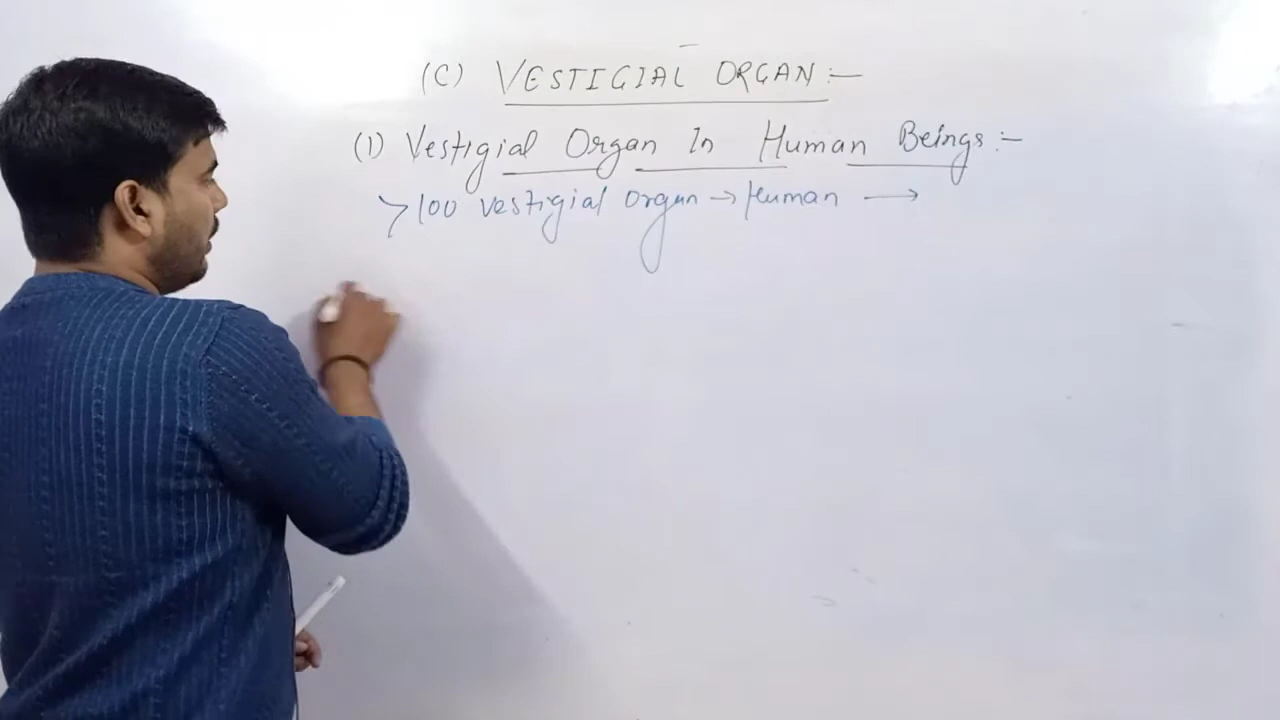 (C) VESTIGIAL ORGAN :-
(1) Vestigial Organ In Human Beings :-
>100 vestigial organ → Human →